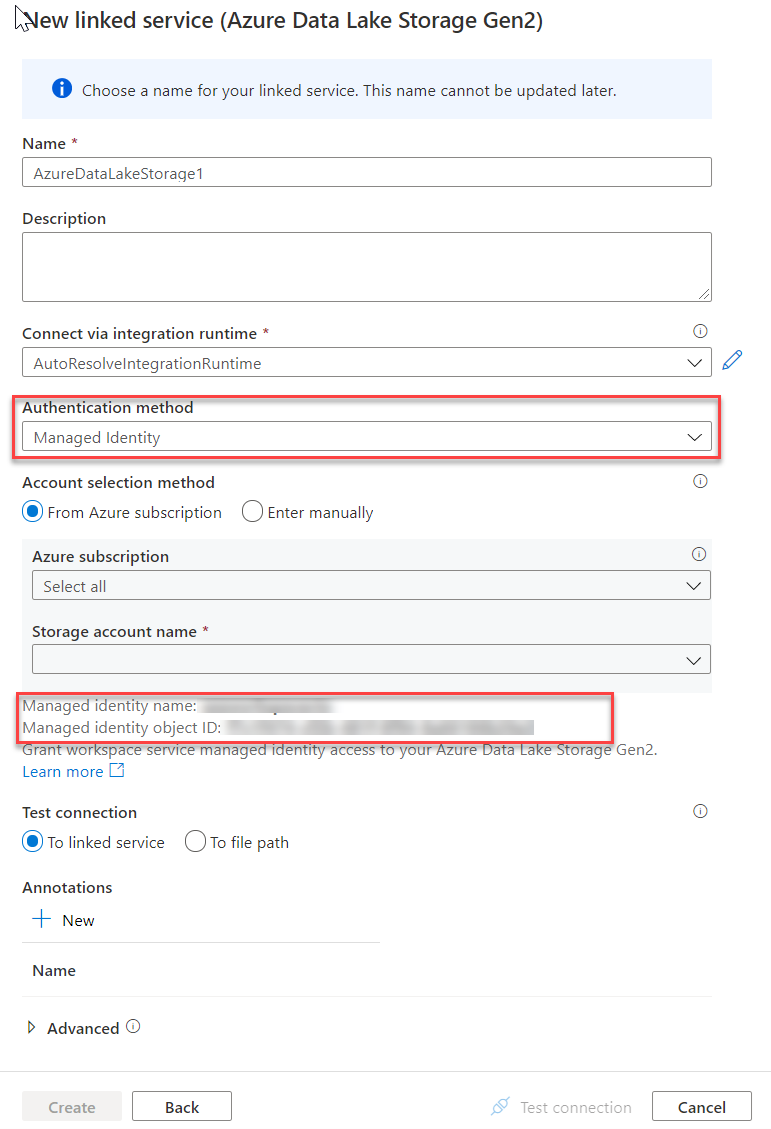 New linked service (Azure Data Lake Storage Gen2)
Choose a name for your linked service. This name cannot be updated later.
Name *
AzureDataLakeStorage1
Description
Connect via integration runtime *
AutoResolveIntegrationRuntime
Authentication method
Managed Identity
Account selection method
From Azure subscription Enter manually
Azure subscription
Select all
Storage account name *
Managed identity name:
Managed identity object ID:
Grant workspace service managed identity access to your Azure Data Lake Storage Gen2.
Learn more
Test connection
To linked service To file path
Annotations
New
Name
Advanced
Create Back Test connection Cancel